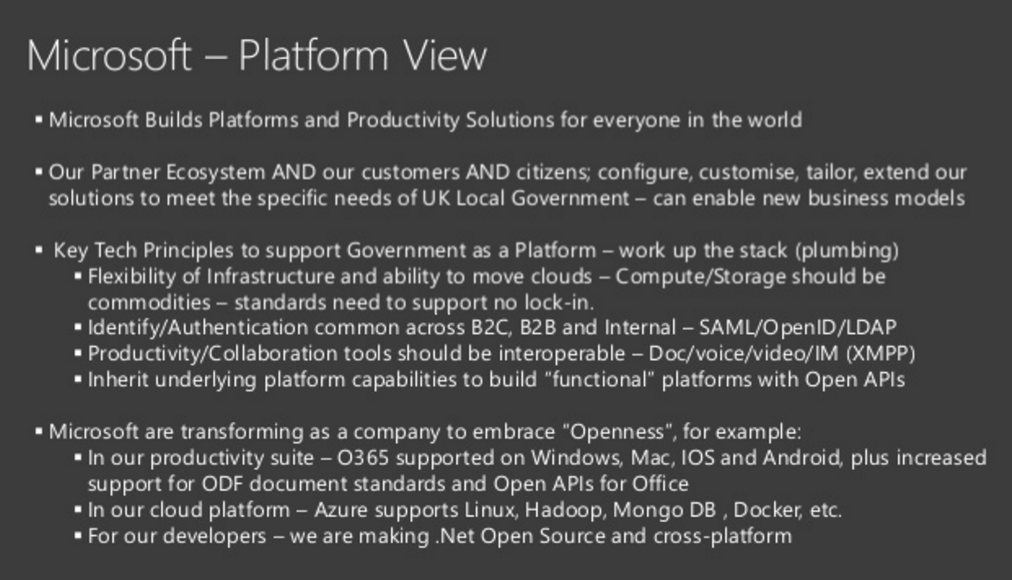 Microsoft – Platform View
▪ Microsoft Builds Platforms and Productivity Solutions for everyone in the world
▪ Our Partner Ecosystem AND our customers AND citizens; configure, customise, tailor, extend our
solutions to meet the specific needs of UK Local Government – can enable new business models
▪ Key Tech Principles to support Government as a Platform – work up the stack (plumbing)
▪ Flexibility of Infrastructure and ability to move clouds – Compute/Storage should be
commodities – standards need to support no lock-in.
▪ Identify/Authentication common across B2C, B2B and Internal – SAML/OpenID/LDAP
▪ Productivity/Collaboration tools should be interoperable – Doc/voice/video/IM (XMPP)
▪ Inherit underlying platform capabilities to build "functional" platforms with Open APIs
▪ Microsoft are transforming as a company to embrace "Openness", for example:
▪ In our productivity suite – O365 supported on Windows, Mac, IOS and Android, plus increased
support for ODF document standards and Open APIs for Office
▪ In our cloud platform – Azure supports Linux, Hadoop, Mongo DB , Docker, etc.
▪ For our developers – we are making .Net Open Source and cross-platform